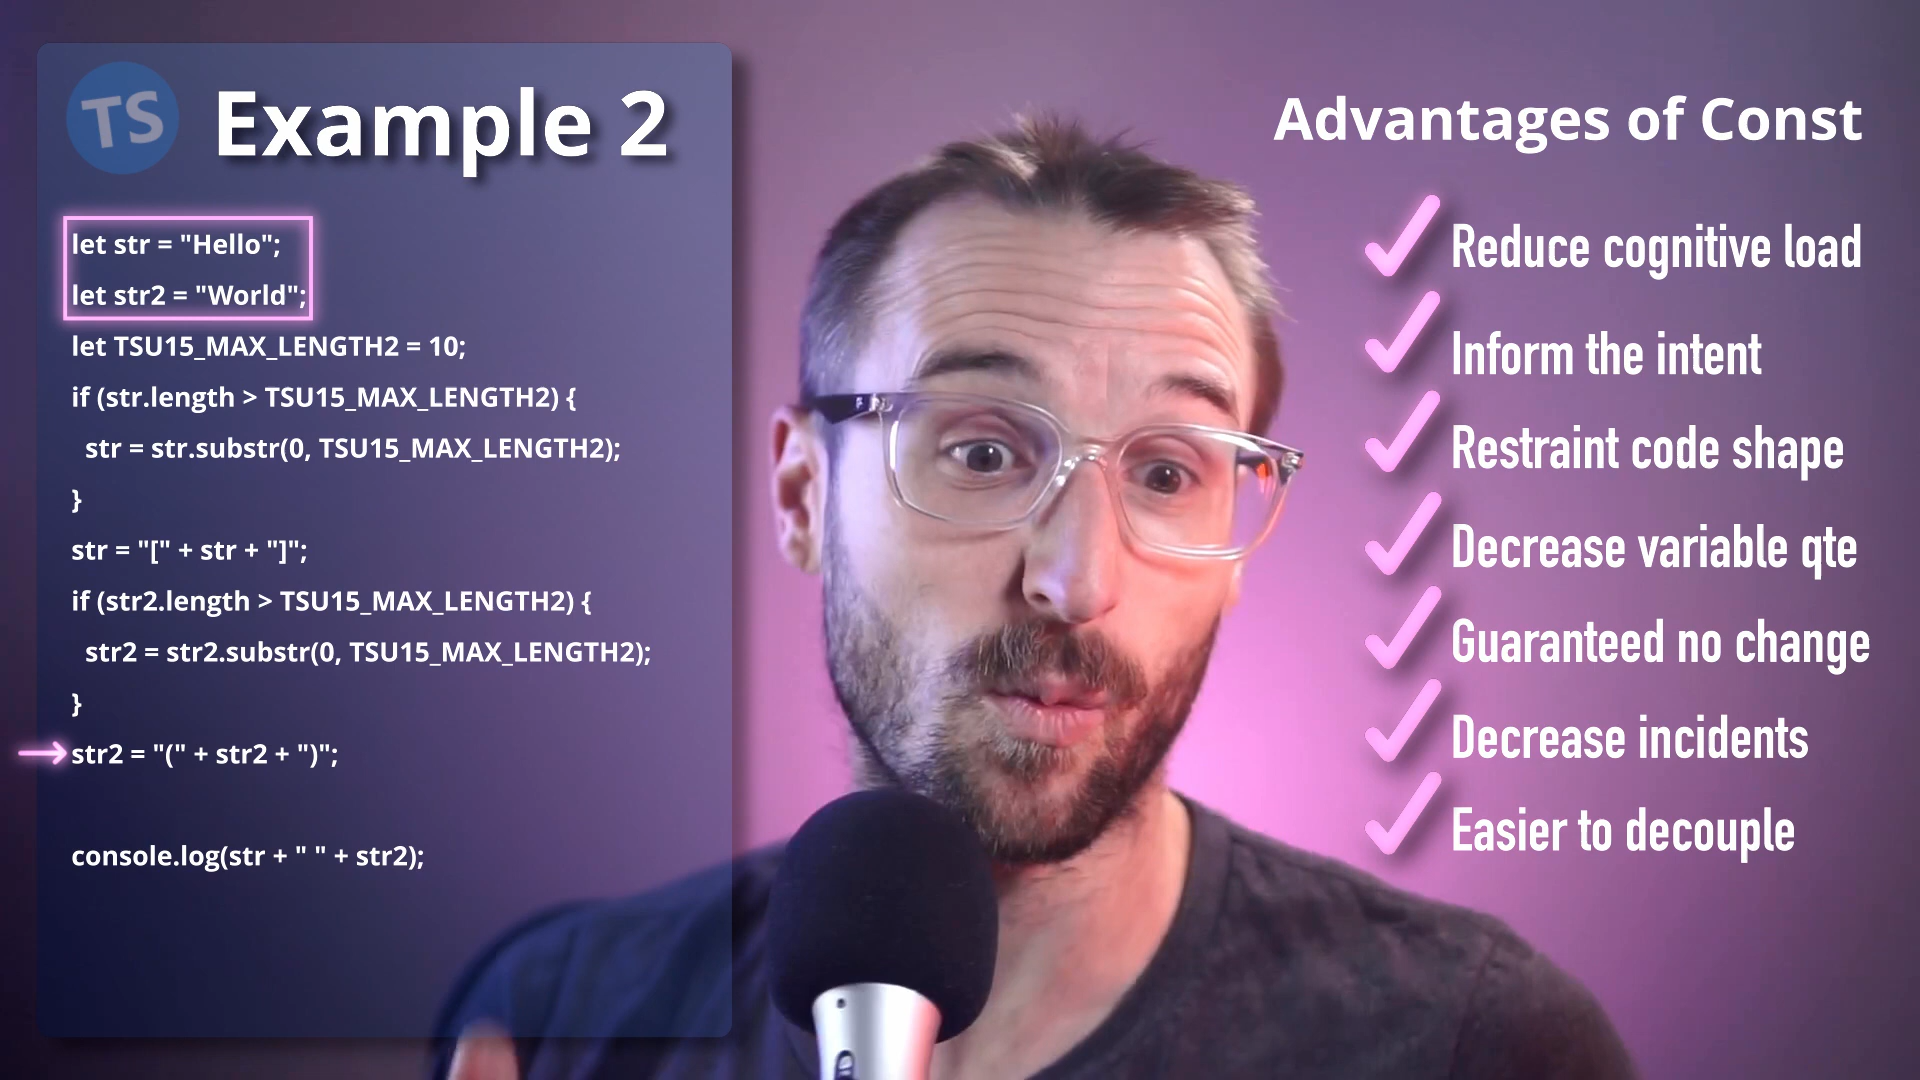 TS
Example 2
let str = "Hello";
let str2 = "World";
let TSU15_MAX_LENGTH2 = 10;
if (str.length > TSU15_MAX_LENGTH2) {
  str = str.substr(0, TSU15_MAX_LENGTH2);
}
str = "[" + str + "]";
if (str2.length > TSU15_MAX_LENGTH2) {
  str2 = str2.substr(0, TSU15_MAX_LENGTH2);
}
str2 = "(" + str2 + ")";
console.log(str + " " + str2);
Advantages of Const
Reduce cognitive load
Inform the intent
Restraint code shape
Decrease variable qte
Guaranteed no change
Decrease incidents
Easier to decouple